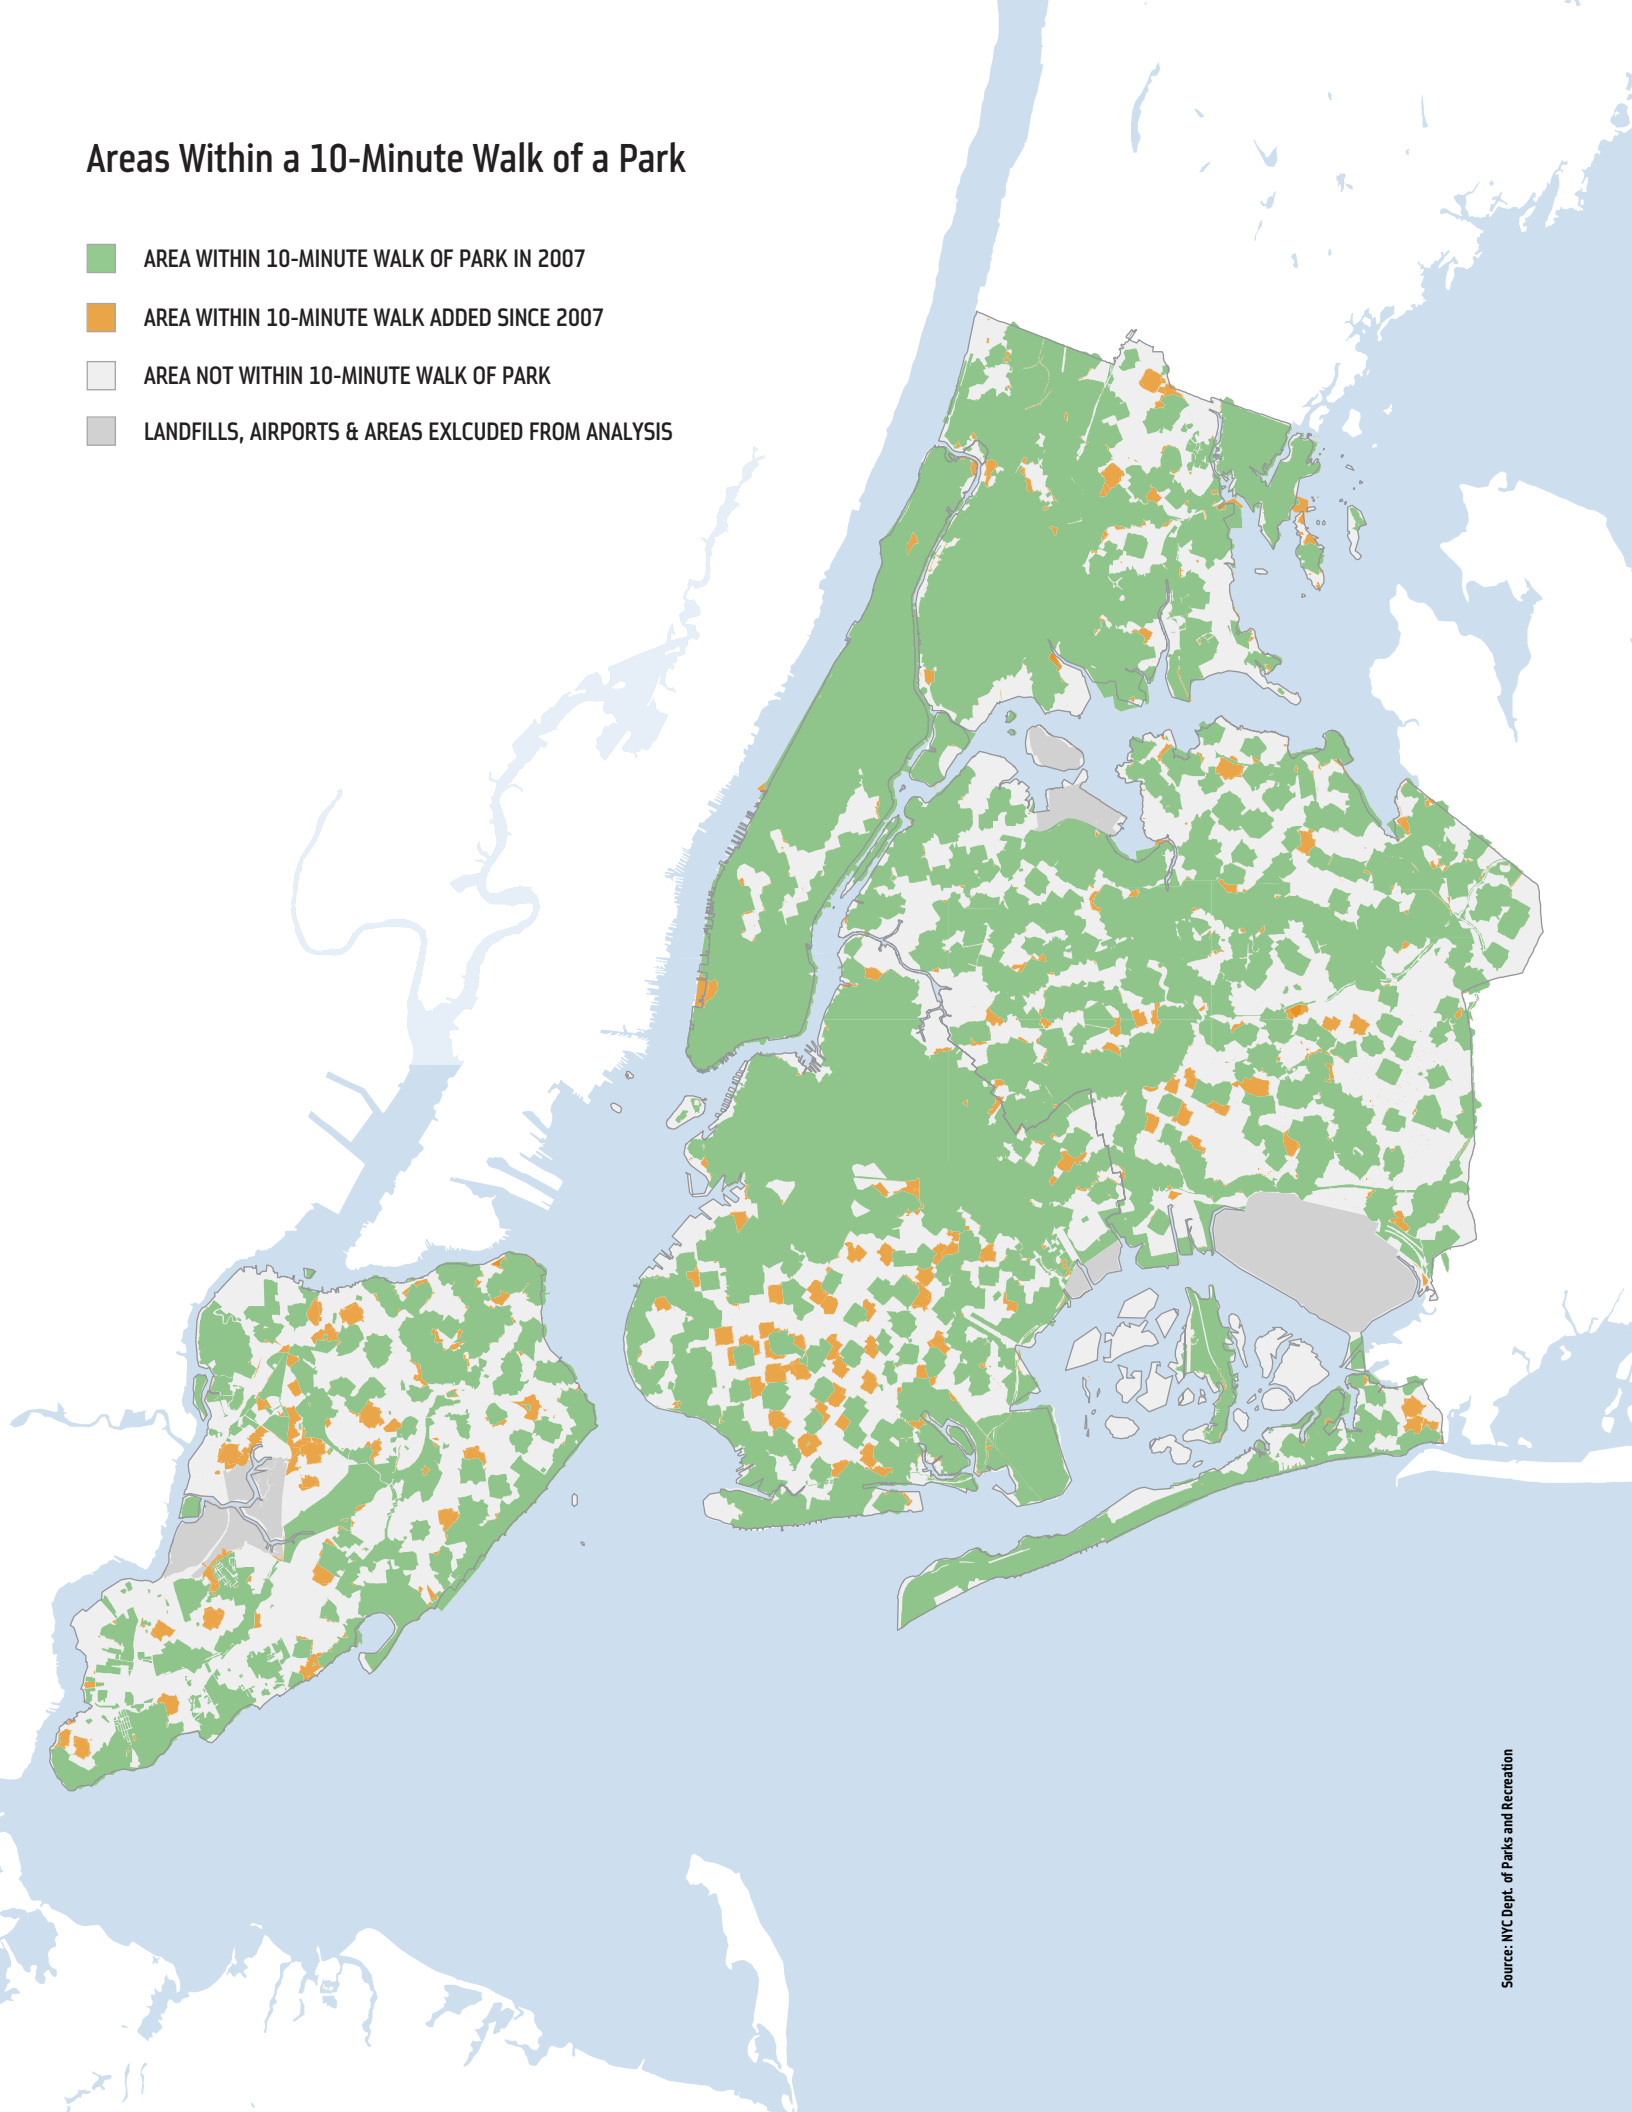 Areas Within a 10-Minute Walk of a Park
AREA WITHIN 10-MINUTE WALK OF PARK IN 2007
AREA WITHIN 10-MINUTE WALK ADDED SINCE 2007
AREA NOT WITHIN 10-MINUTE WALK OF PARK
LANDFILLS, AIRPORTS & AREAS EXLCUDED FROM ANALYSIS
Source: NYC Dept. of Parks and Recreation